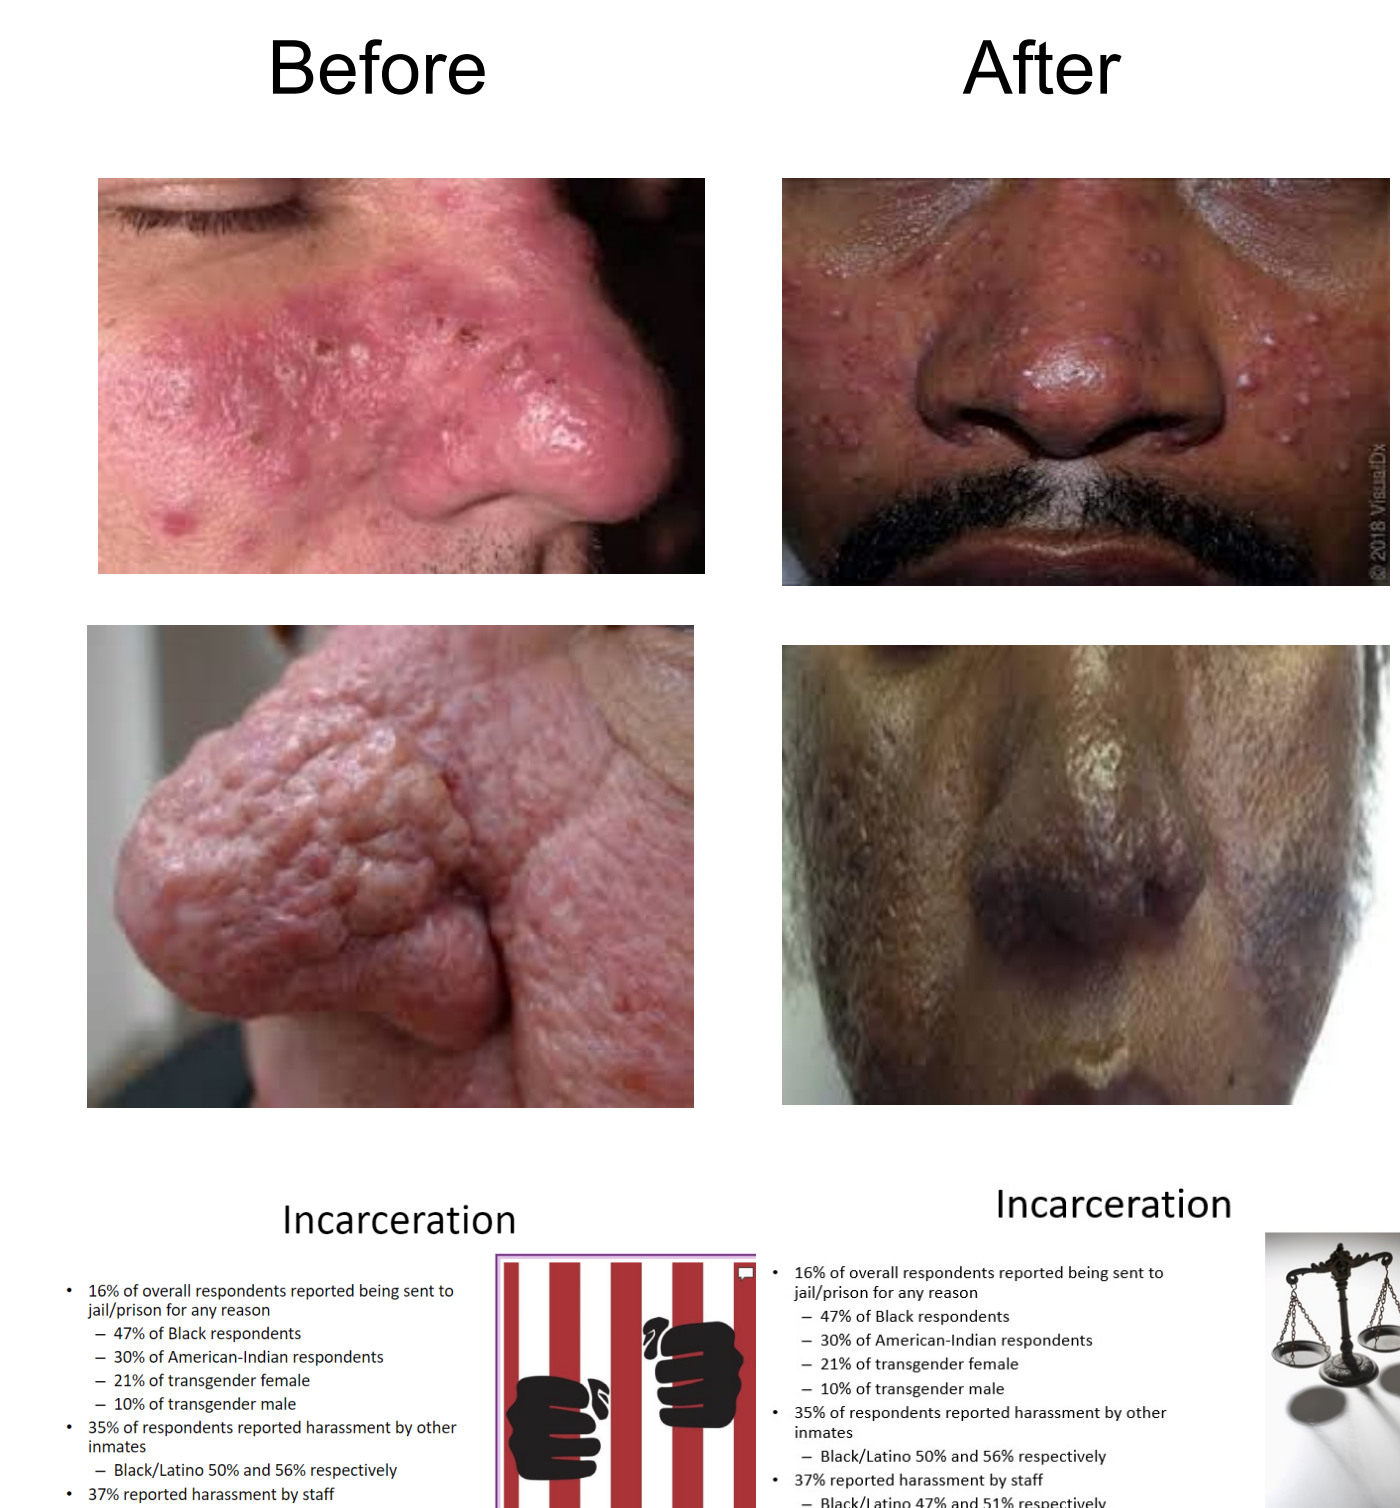 Before
After
© 2018 VisualDx
Incarceration
• 16% of overall respondents reported being sent to
jail/prison for any reason
– 47% of Black respondents
– 30% of American-Indian respondents
– 21% of transgender female
– 10% of transgender male
• 35% of respondents reported harassment by other
inmates
– Black/Latino 50% and 56% respectively
• 37% reported harassment by staff
Incarceration
• 16% of overall respondents reported being sent to
jail/prison for any reason
– 47% of Black respondents
– 30% of American-Indian respondents
– 21% of transgender female
– 10% of transgender male
• 35% of respondents reported harassment by other
inmates
– Black/Latino 50% and 56% respectively
• 37% reported harassment by staff
– Black/Latino 47% and 51% respectively